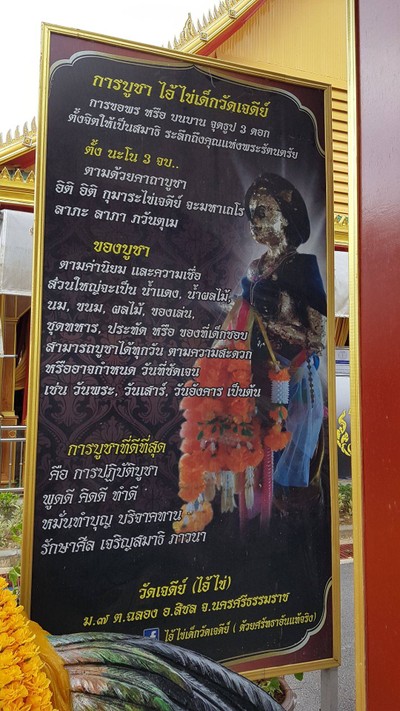 การบูชา ไอ้ไข่เด็กวัดเจดีย์
การขอพร หรือ บนบาน จุดธูป 3 ดอก
ตั้งจิตให้เป็นสมาธิ ระลึกถึงคุณแห่งพระรัตนตรัย
ตั้ง นะโน 3 จบ..
ตามด้วยคาถาบูชา
อิติ อิติ กุมาระไข่เจดีย์ จะมหาเถโร
ลาภะ ลาภา ภวันตุเม
ของบูชา
ตามค่านิยม และความเชื่อ
ส่วนใหญ่จะเป็น น้ำแดง, น้ำผลไม้,
นม, ขนม, ผลไม้, ของเล่น,
ชุดทหาร, ประทัด หรือ ของที่เด็กชอบ
สามารถบูชาได้ทุกวัน ตามความสะดวก
หรืออาจกำหนด วันที่ชัดเจน
เช่น วันพระ, วันเสาร์, วันอังคาร เป็นต้น
การบูชาที่ดีที่สุด
คือ การปฏิบัติบูชา
พูดดี คิดดี ทำดี
หมั่นทำบุญ บริจาคทาน
รักษาศีล เจริญสมาธิ ภาวนา
วัดเจดีย์ (ไอ้ไข่)
ม.๗ ต.ฉลอง อ.สิชล จ.นครศรีธรรมราช
ไอ้ไข่เด็กวัดเจดีย์ ( ด้วยศรัทธาอันแท้จริง)